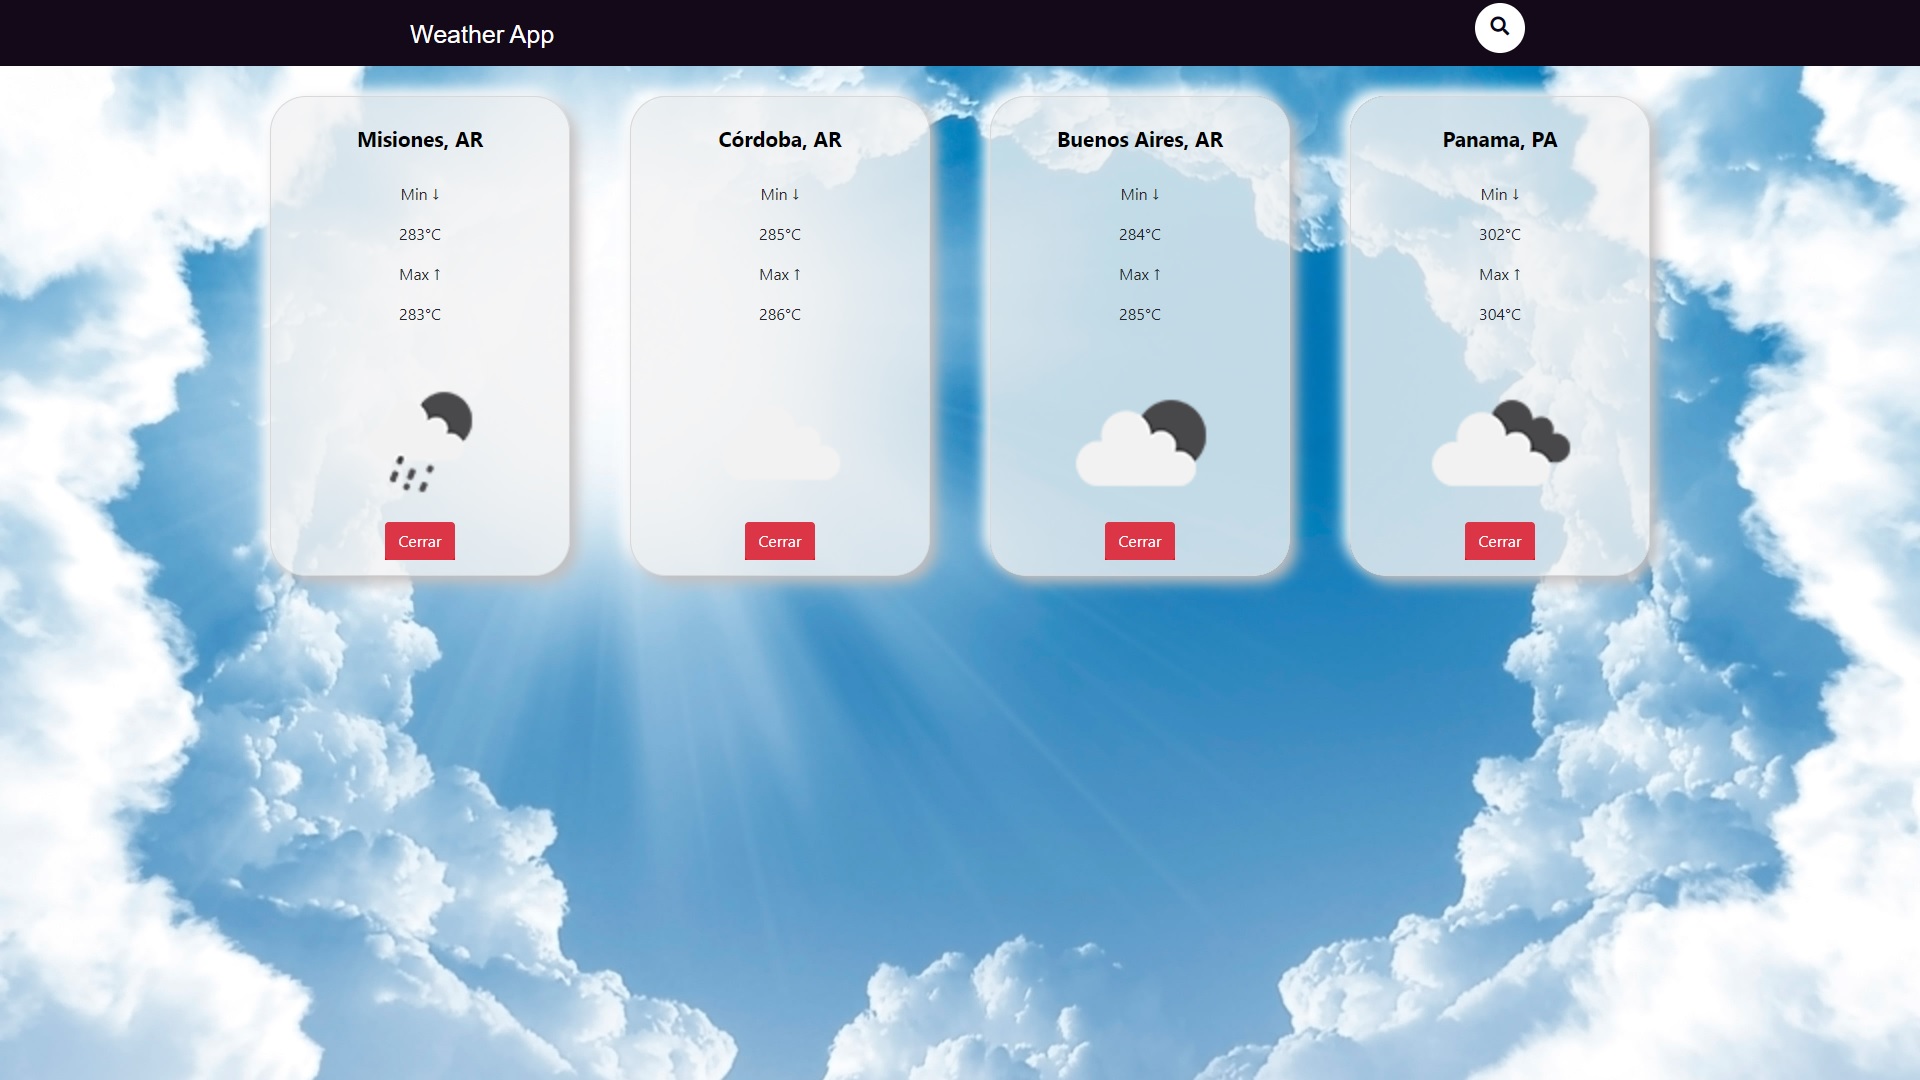 Weather App
Misiones, AR
Min ↓
283°C
Max ↑
283°C
Cerrar
Córdoba, AR
Min ↓
285°C
Max ↑
286°C
Cerrar
Buenos Aires, AR
Min ↓
284°C
Max ↑
285°C
Cerrar
Panama, PA
Min ↓
302°C
Max ↑
304°C
Cerrar